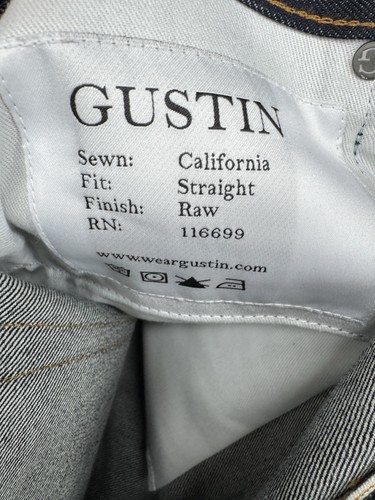 GUSTIN
Sewn: California
Fit: Straight
Finish: Raw
RN: 116699
www.weargustin.com